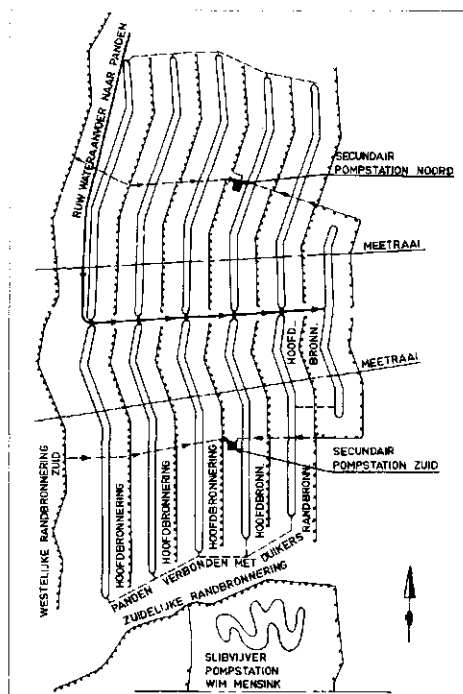 RUW WATERAANVOER NAAR PANDEN
SECUNDAIR
POMPSTATION NOORD
MEETRAAI
HOOFD.
BRONN.
MEETRAAI
WESTELIJKE RANDBRONNERING
ZUID
HOOFDBRONNERING
HOOFDBRONNERING
HOOFDBRONNERING
HOOFDBRONN.
RANDBRONN.
SECUNDAIR
POMPSTATION ZUID
PANDEN VERBONDEN MET DUIKERS
ZUIDELIJKE RANDBRONNERING
SLIBVIJVER
POMPSTATION
WIM MENSINK